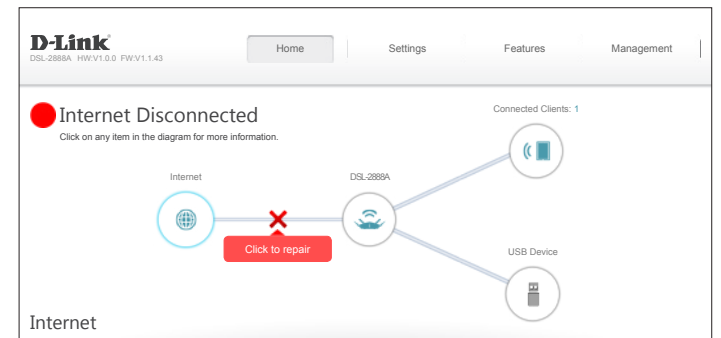 D-Link
DSL-2888A HW:V1.0.0 FW:V1.1.43
Home
Settings
Features
Management
Internet Disconnected
Click on any item in the diagram for more information.
Connected Clients: 1
Internet
DSL-2888A
Click to repair
USB Device
Internet